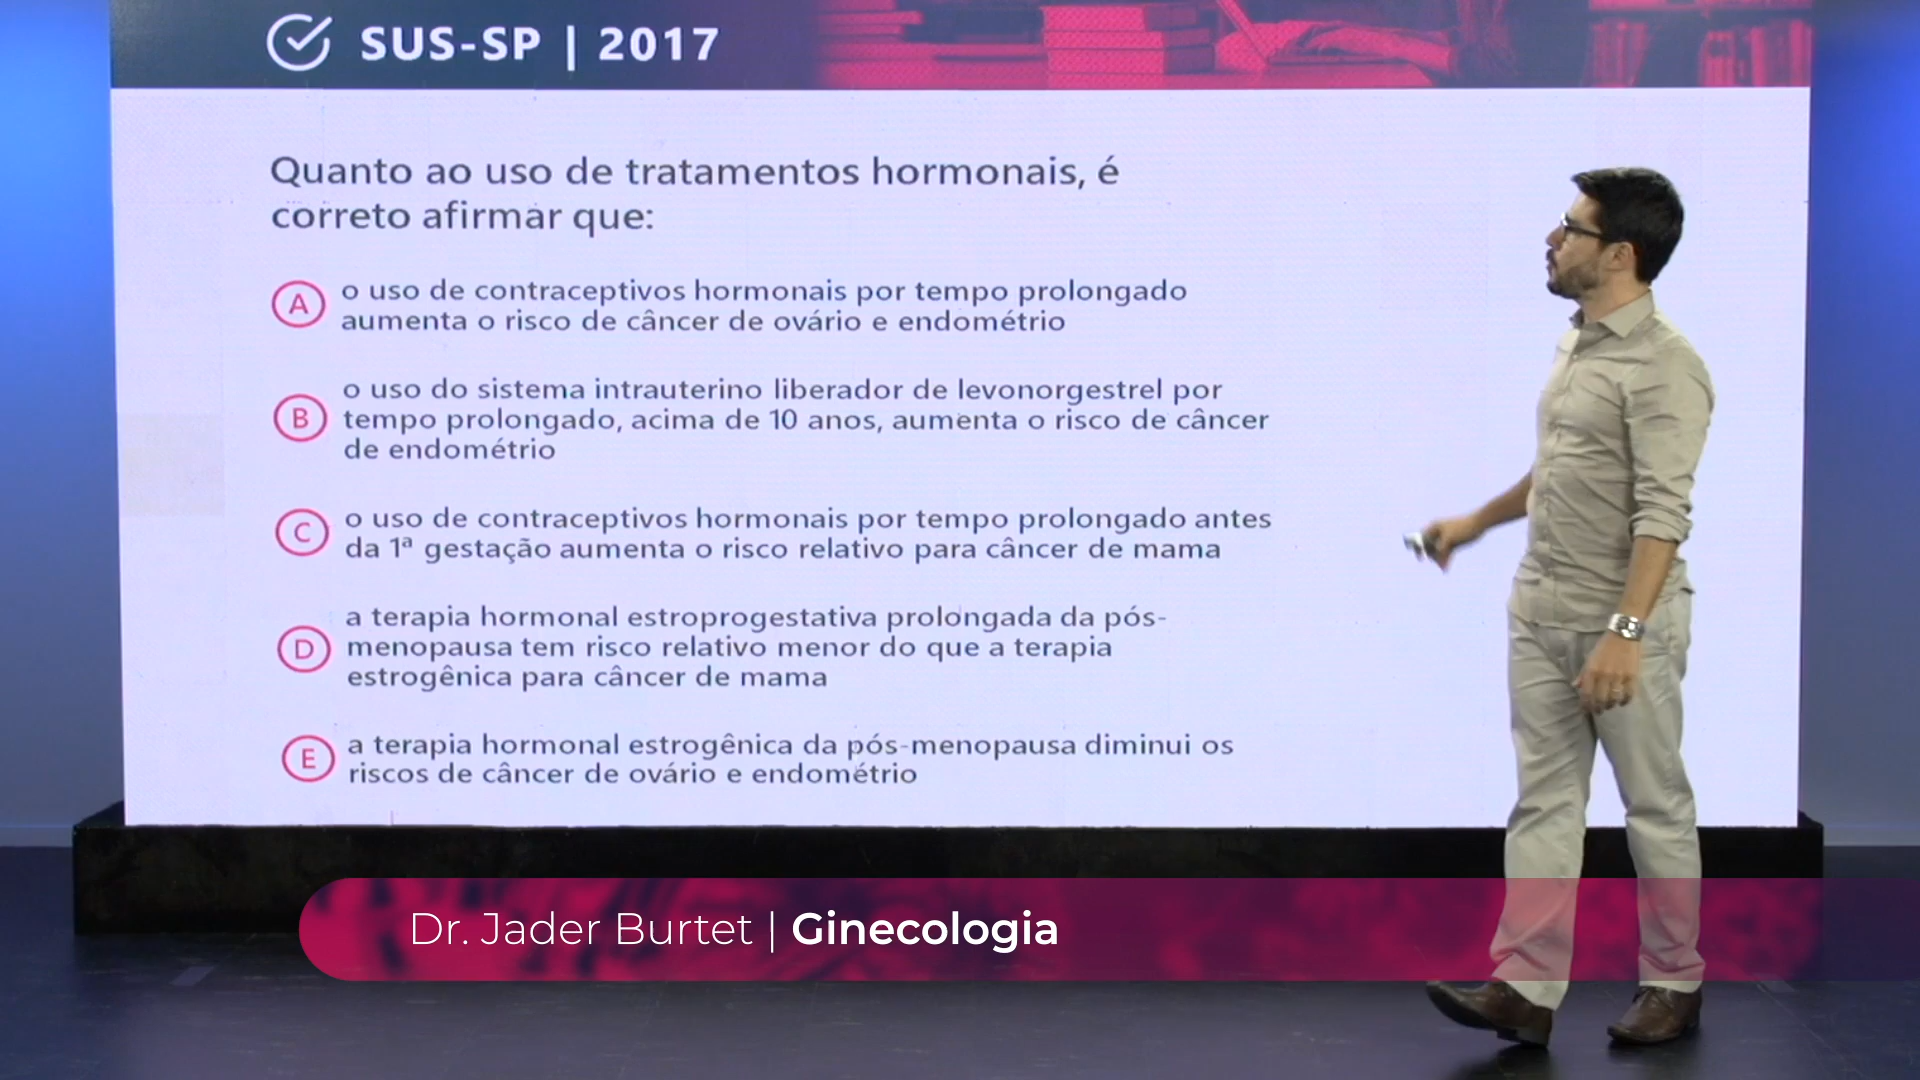 SUS-SP | 2017
Quanto ao uso de tratamentos hormonais, é
correto afirmar que:
A o uso de contraceptivos hormonais por tempo prolongado
aumenta o risco de câncer de ovário e endométrio
B o uso do sistema intrauterino liberador de levonorgestrel por
tempo prolongado, acima de 10 anos, aumenta o risco de câncer
de endométrio
C o uso de contraceptivos hormonais por tempo prolongado antes
da 1ª gestação aumenta o risco relativo para câncer de mama
D a terapia hormonal estroprogestativa prolongada da pós-
menopausa tem risco relativo menor do que a terapia
estrogênica para câncer de mama
E a terapia hormonal estrogênica da pós-menopausa diminui os
riscos de câncer de ovário e endométrio
Dr. Jader Burtet | Ginecologia